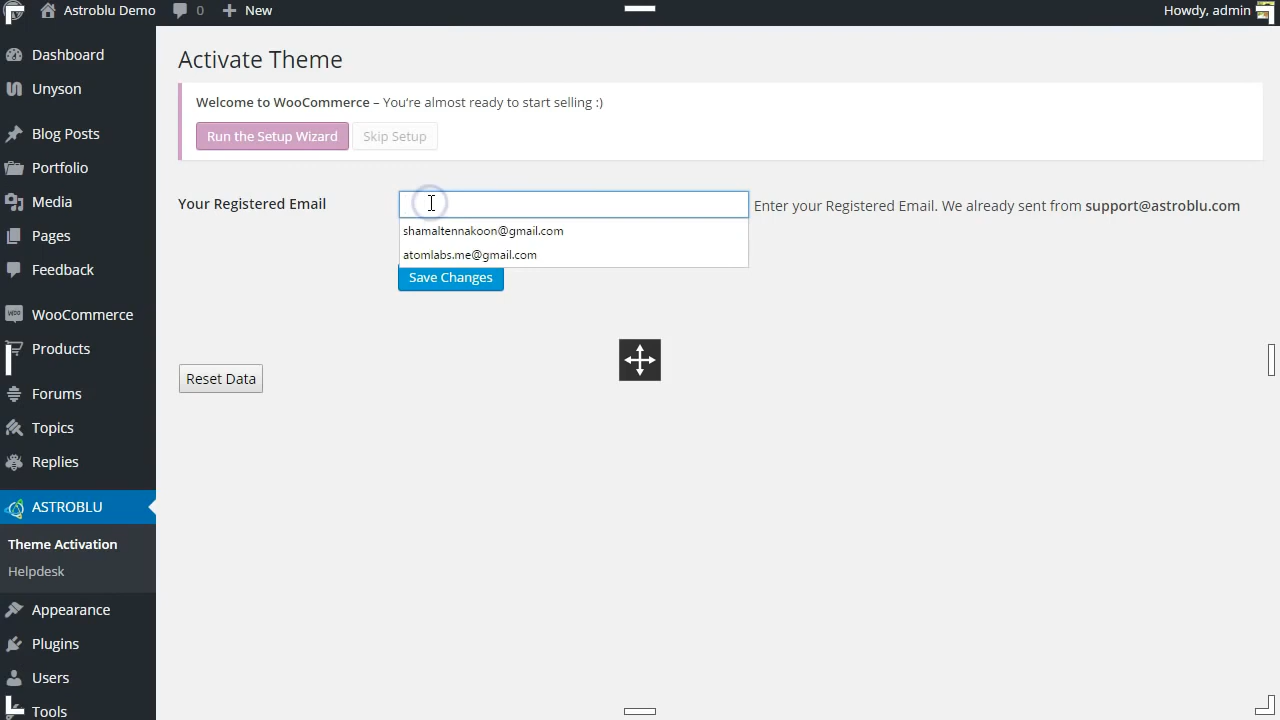 Astroblu Demo 0 New Howdy, admin
Dashboard
Unyson
Blog Posts
Portfolio
Media
Pages
Feedback
WooCommerce
Products
Forums
Topics
Replies
ASTROBLU
Theme Activation
Helpdesk
Appearance
Plugins
Users
Tools
Activate Theme
Welcome to WooCommerce – You're almost ready to start selling :)
Run the Setup Wizard Skip Setup
Your Registered Email Enter your Registered Email. We already sent from support@astroblu.com
shamaltennakoon@gmail.com
atomlabs.me@gmail.com
Save Changes
Reset Data